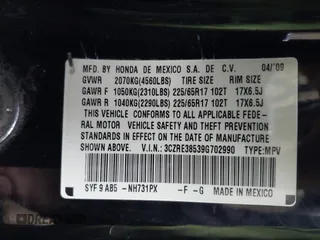 MFD. BY HONDA DE MEXICO S.A. DE C.V. 04/'09
GVWR 2070KG(4560LBS) TIRE SIZE RIM SIZE
GAWR F 1050KG(2310LBS) 225/65R17 102T 17X6.5J
GAWR R 1040KG(2290LBS) 225/65R17 102T 17X6.5J
THIS VEHICLE CONFORMS TO ALL APPLICABLE FEDE-
RAL MOTOR VEHICLE SAFETY AND THEFT PREVENTION
STANDARDS IN EFFECT ON THE DATE OF MANUFACTURE
SHOWN ABOVE. V.I.N.: 3CZRE38539G702990 TYPE:MPV
SYF 9 AB5 -NH731PX -F -G MADE IN MEXICO